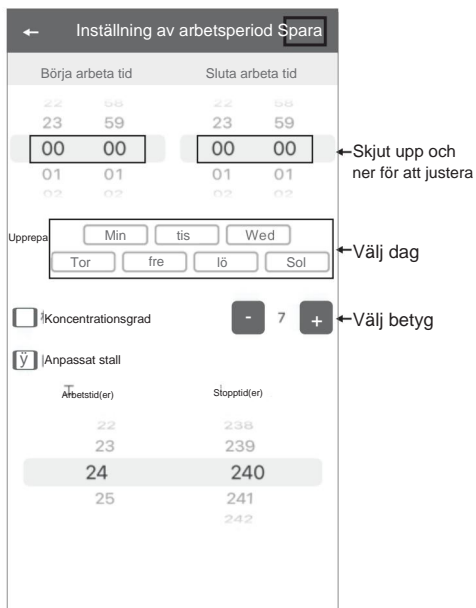 ← Inställning av arbetsperiod Spara
Börja arbeta tid Sluta arbeta tid
22 58 22 58
23 59 23 59
00 00 00 00
01 01 01 01
02 02 02 02
Skjut upp och
ner för att justera
Upprepa
Min tis Wed
Tor fre lö Sol
Välj dag
Koncentrationsgrad - 7 +
Välj betyg
ÿ Anpassat stall
Arbetstid(er) Stopptid(er)
22 238
23 239
24 240
25 241
242